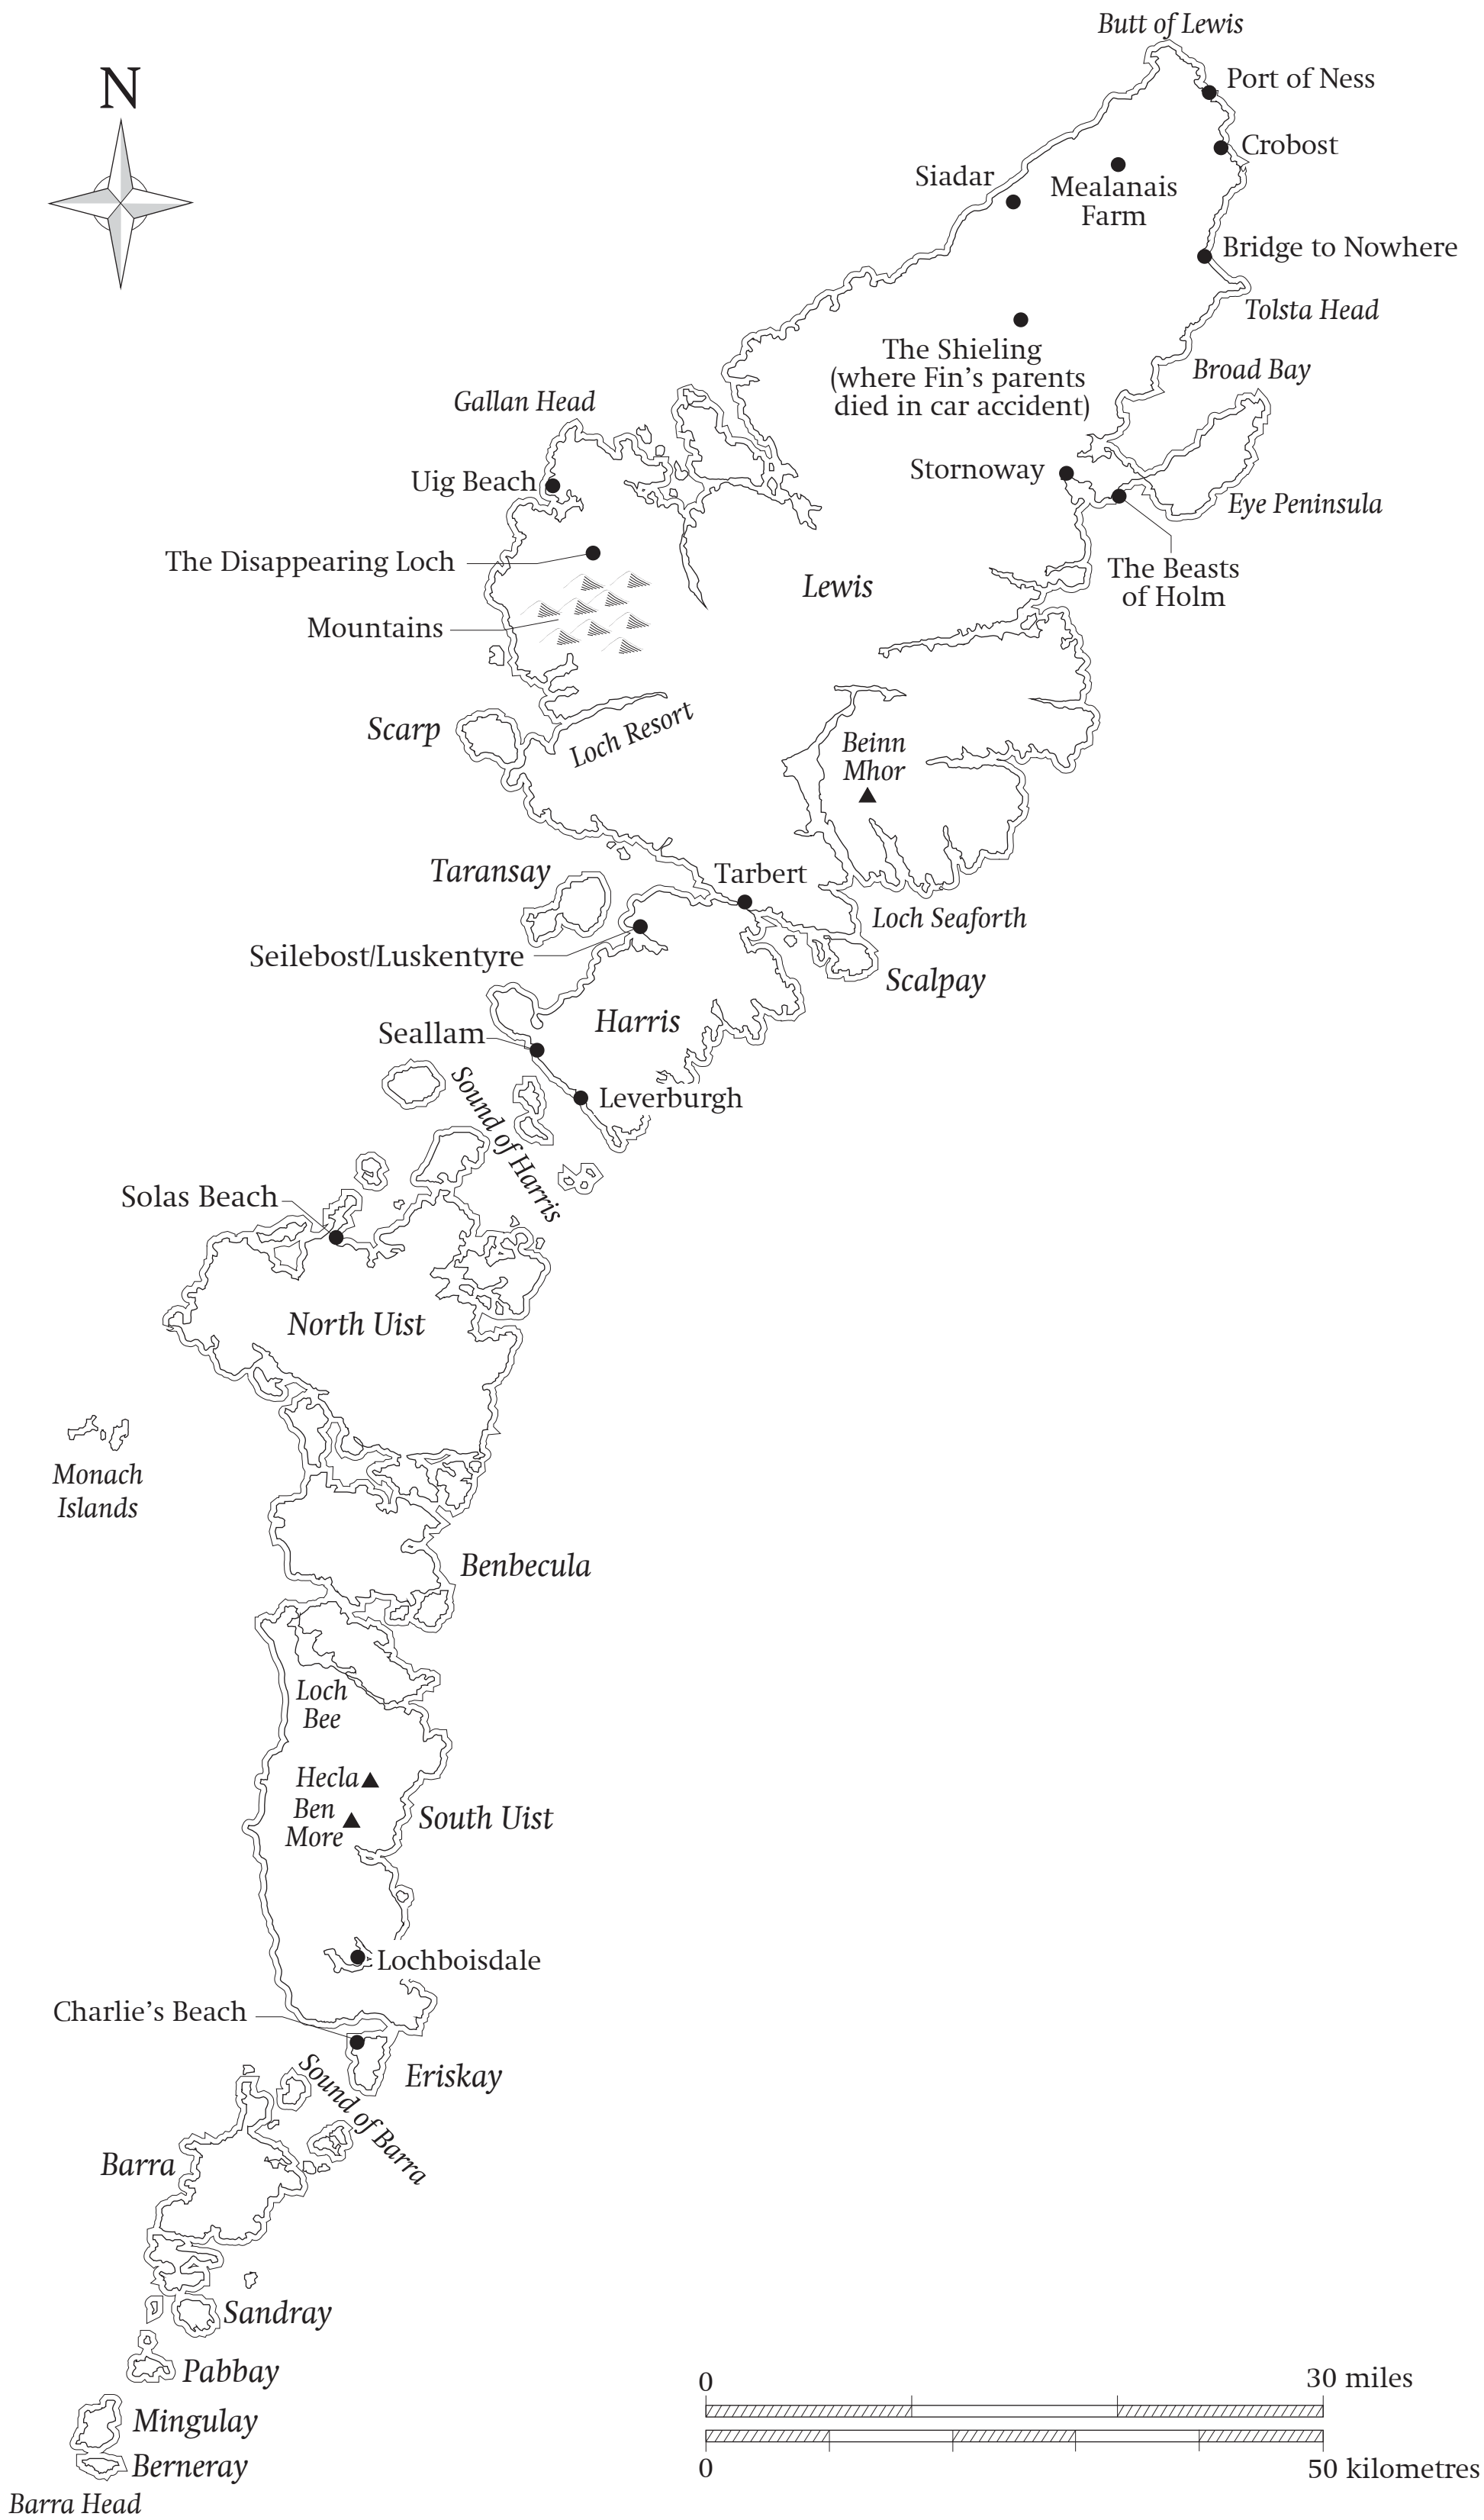 Butt of Lewis
N
Port of Ness
Crobost
Siadar
Mealanais
Farm
Bridge to Nowhere
Tolsta Head
The Shieling
(where Fin’s parents
died in car accident)
Broad Bay
Gallan Head
Stornoway
Uig Beach
Eye Peninsula
The Disappearing Loch
The Beasts
of Holm
Lewis
Mountains
Scarp
Loch Resort
Beinn
Mhor
Taransay
Tarbert
Loch Seaforth
Seilebost/Luskentyre
Scalpay
Harris
Seallam
Sound of Harris
Leverburgh
Solas Beach
North Uist
Monach
Islands
Benbecula
Loch
Bee
Hecla
Ben
More
South Uist
Lochboisdale
Charlie’s Beach
Eriskay
Sound of Barra
Barra
Sandray
Pabbay
Mingulay
Berneray
Barra Head
0
30 miles
0
50 kilometres